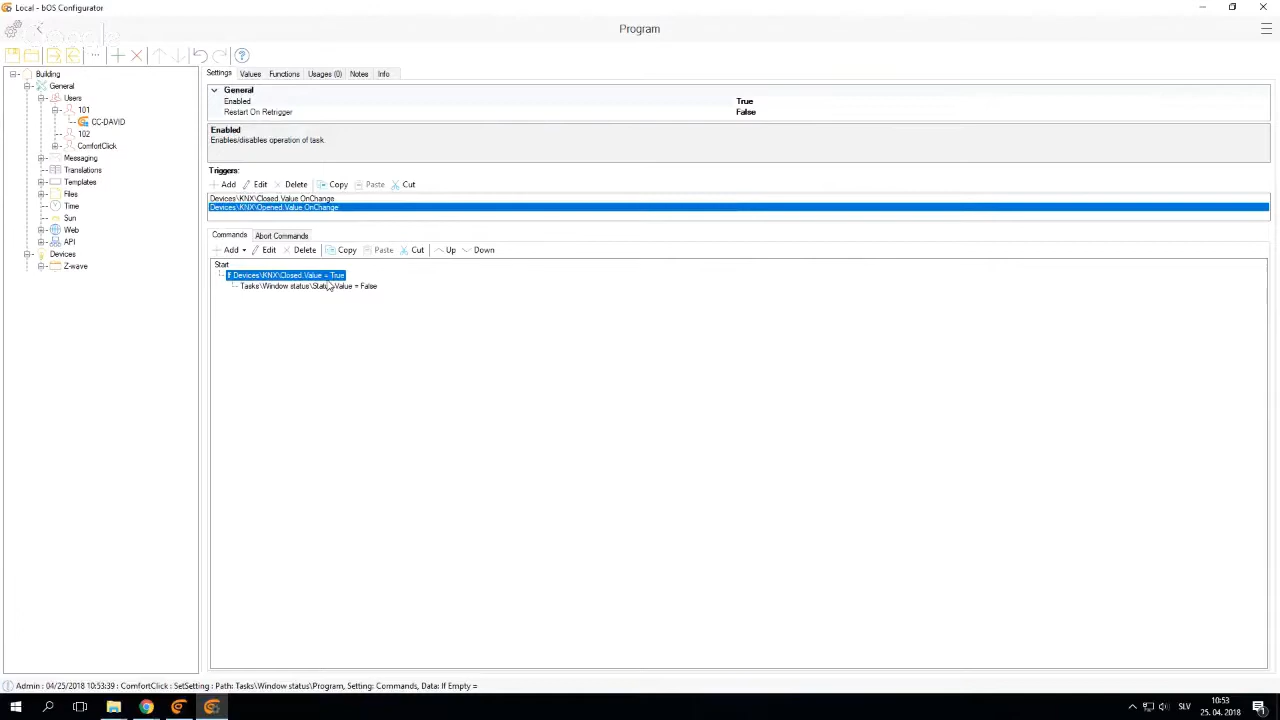 Local - bOS Configurator
Program
Building
General
Users
101
CC-DAVID
102
ComfortClick
Messaging
Translations
Templates
Files
Time
Sun
Web
API
Devices
Z-wave
Settings Values Functions Usages (0) Notes Info
General
Enabled True
Restart On Retrigger False
Enabled
Enables/disables operation of task.
Triggers:
Add Edit Delete Copy Paste Cut
Devices\KNX\Closed.Value OnChange
Devices\KNX\Opened.Value OnChange
Commands Abort Commands
Add Edit Delete Copy Paste Cut Up Down
Start
If Devices\KNX\Closed.Value = True
Tasks\Window status\Status.Value = False
Admin : 04/25/2018 10:53:39 : ComfortClick : SetSetting : Path: Tasks\Window status\Program, Setting: Commands, Data: If Empty =
SLV
10:53
25. 04. 2018
1